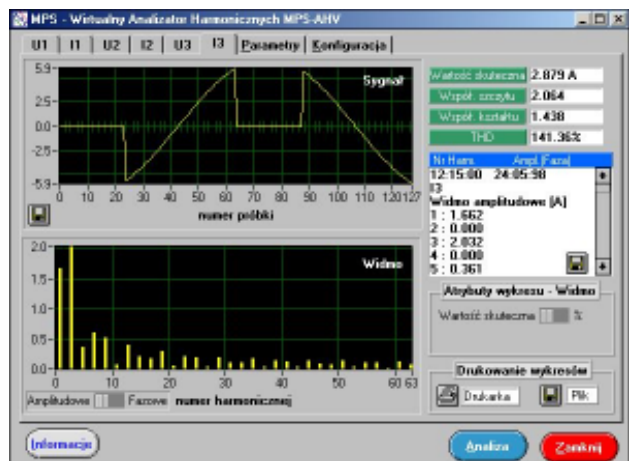 MPS - Wirtualny Analizator Harmonicznych MPS-AHV
U1 I1 U2 I2 U3 I3 Parametry Konfiguracja
5.9
2.5
0.0
-2.5
-5.9
Sygnał
0 10 20 30 40 50 60 70 80 90 100 110 120 127
numer próbki
2.0
1.5
1.0
0.5
0.0
Widmo
0 10 20 30 40 50 60 63
Amplitudowe Fazowe numer harmonicznej
Wartość skuteczna 2.879 A
Współ. szczytu 2.064
Współ. kształtu 1.438
THD 141.36%
Nr Harm. Ampl.[Faza]
12:15:00 24:05:98
I3
Widmo amplitudowe [A]
1 : 1.662
2 : 0.000
3 : 2.032
4 : 0.000
5 : 0.361
Atrybuty wykresu - Widmo
Wartość skuteczna %
Drukowanie wykresów
Drukarka Plik
Informacje Analiza Zamknij